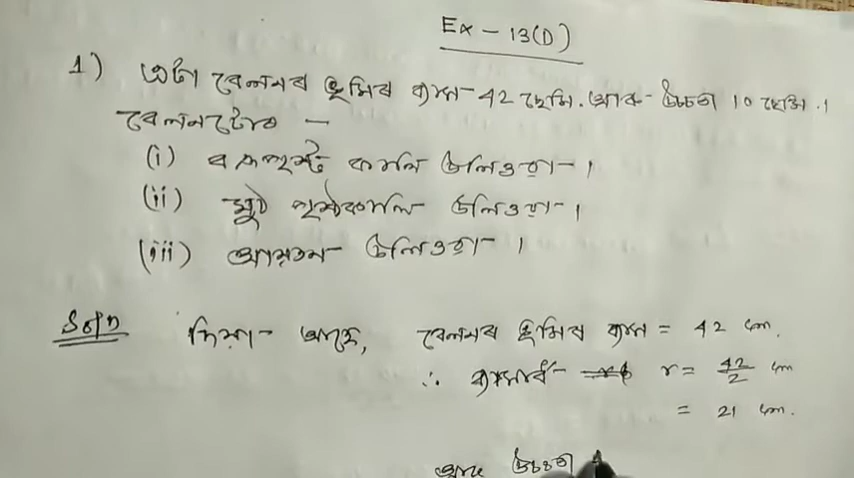 Ex - 13(D)
1) এটা বেলনৰ ভূমিৰ ব্যাস 42 ছেমি. আৰু উচ্চতা 10 ছেমি.।
বেলনটোৰ —
(i) বক্ৰপৃষ্ঠ কালি উলিওৱা।
(ii) মুঠ পৃষ্ঠকালি উলিওৱা।
(iii) আয়তন উলিওৱা।
Solⁿ দিয়া আছে, বেলনৰ ভূমিৰ ব্যাস = 42 cm.
∴ ব্যাসাৰ্ধ r = 42/2 cm
= 21 cm.
আৰু উচ্চতা